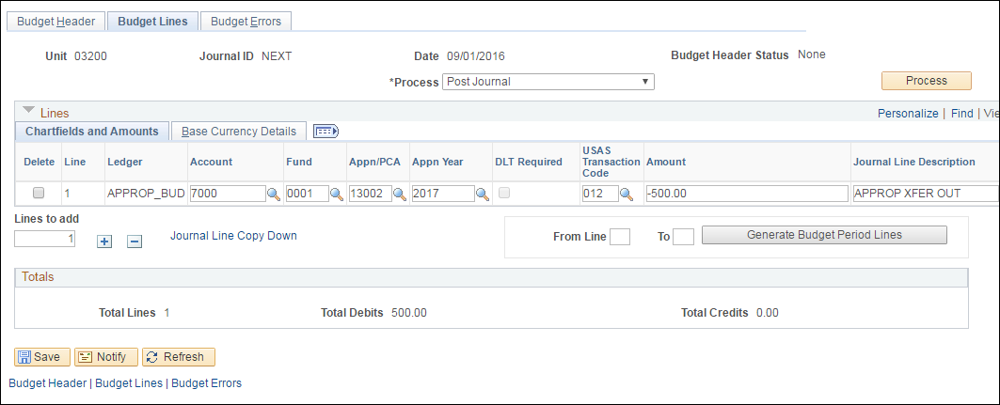 Budget Header Budget Lines Budget Errors
Unit 03200 Journal ID NEXT Date 09/01/2016 Budget Header Status None
*Process Post Journal Process
Lines Personalize | Find | Vie
Chartfields and Amounts Base Currency Details
Delete Line Ledger Account Fund Appn/PCA Appn Year DLT Required USAS Transaction Code Amount Journal Line Description
1 APPROP_BUD 7000 0001 13002 2017 012 -500.00 APPROP XFER OUT
Lines to add
1 Journal Line Copy Down From Line To Generate Budget Period Lines
Totals
Total Lines 1 Total Debits 500.00 Total Credits 0.00
Save Notify Refresh
Budget Header | Budget Lines | Budget Errors